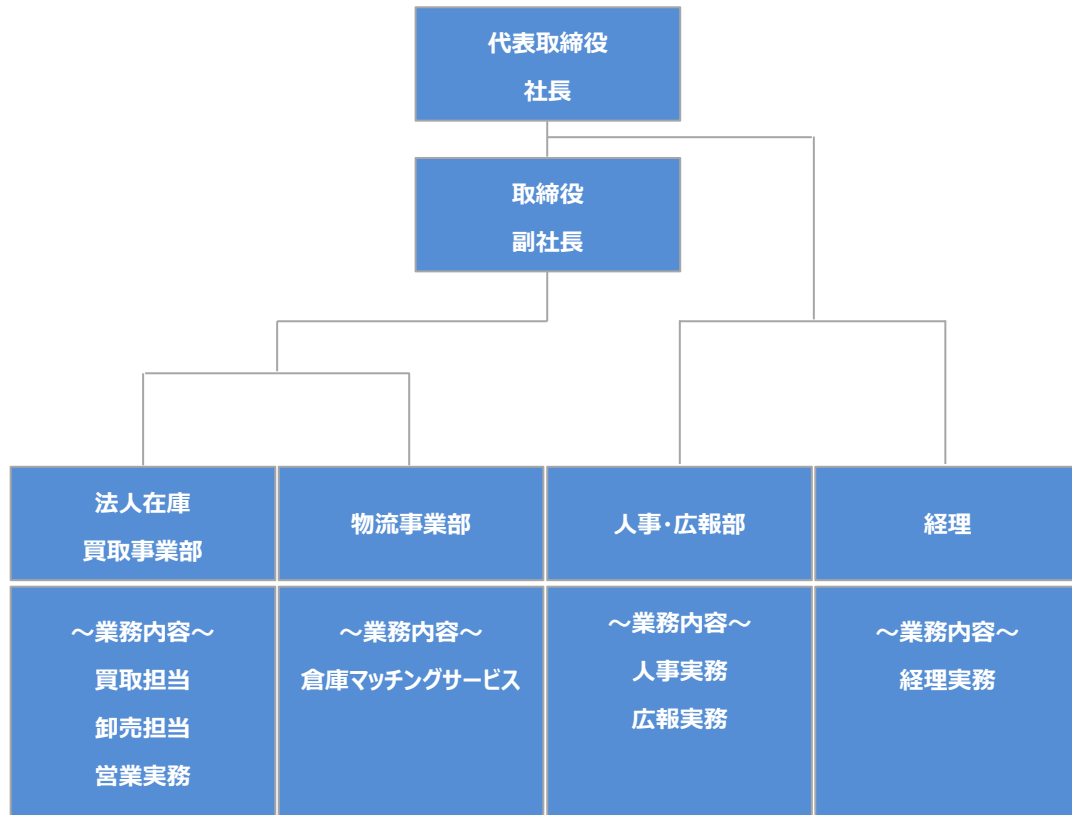 代表取締役
社長
取締役
副社長
法人在庫
買取事業部
物流事業部
人事・広報部
経理
～業務内容～
買取担当
卸売担当
営業実務
～業務内容～
倉庫マッチングサービス
～業務内容～
人事実務
広報実務
～業務内容～
経理実務